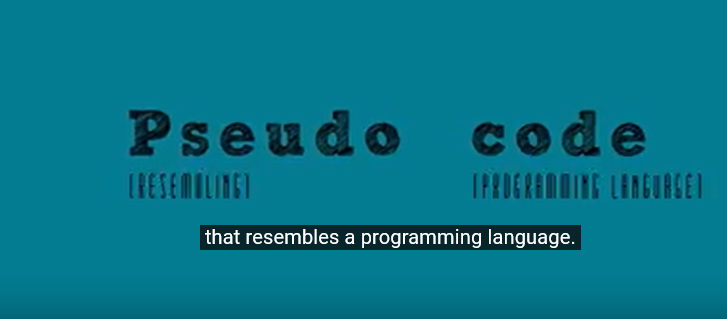 Pseudo code
[RESEMBLING] [PROGRAMMING LANGUAGE]
that resembles a programming language.